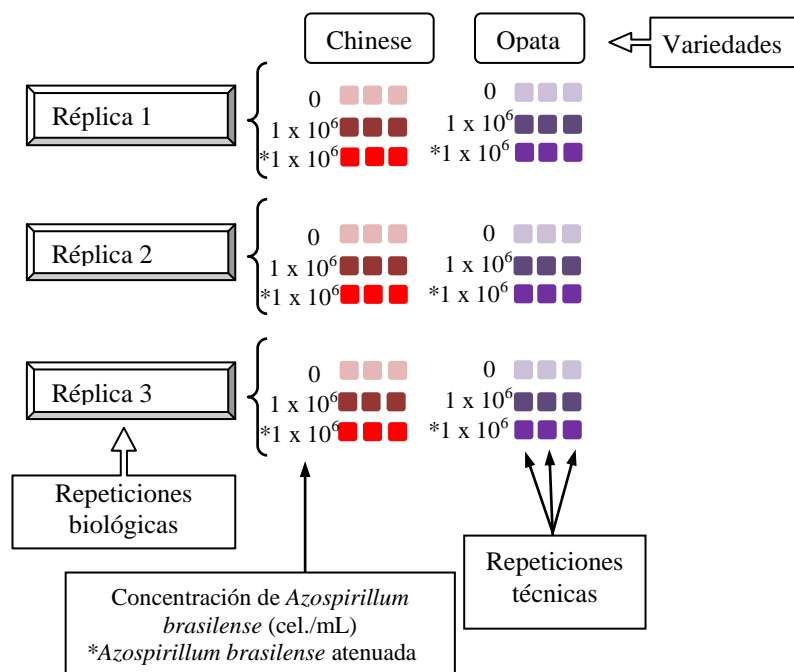 Chinese
Opata
Variedades
Réplica 1
0
1 x 10⁶
*1 x 10⁶
0
1 x 10⁶
*1 x 10⁶
Réplica 2
0
1 x 10⁶
*1 x 10⁶
0
1 x 10⁶
*1 x 10⁶
Réplica 3
0
1 x 10⁶
*1 x 10⁶
0
1 x 10⁶
*1 x 10⁶
Repeticiones
biológicas
Concentración de Azospirillum
brasilense (cel./mL)
*Azospirillum brasilense atenuada
Repeticiones
técnicas